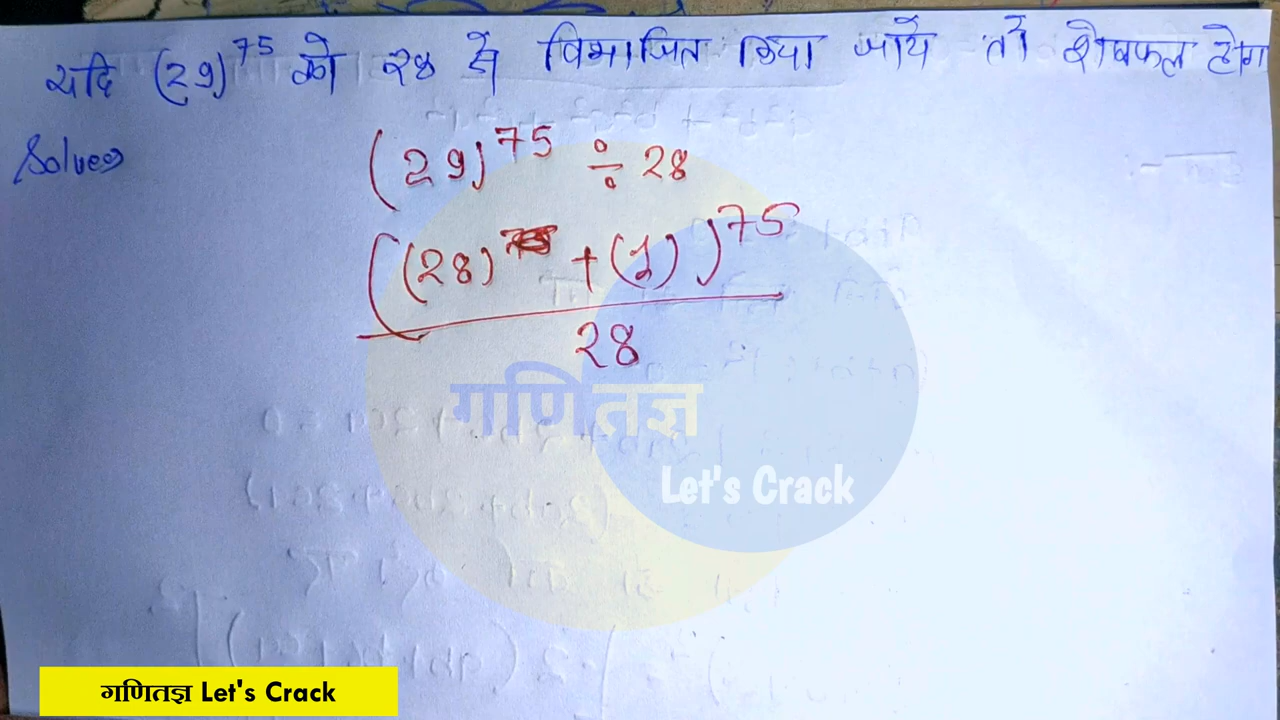 यदि (29)^75 को २८ से विभाजित किया जाये तो शेषफल होगा
Solve⇒
(29)^75 ÷ 28
((28) + (1))^75
28
गणितज्ञ
Let's Crack
गणितज्ञ Let's Crack